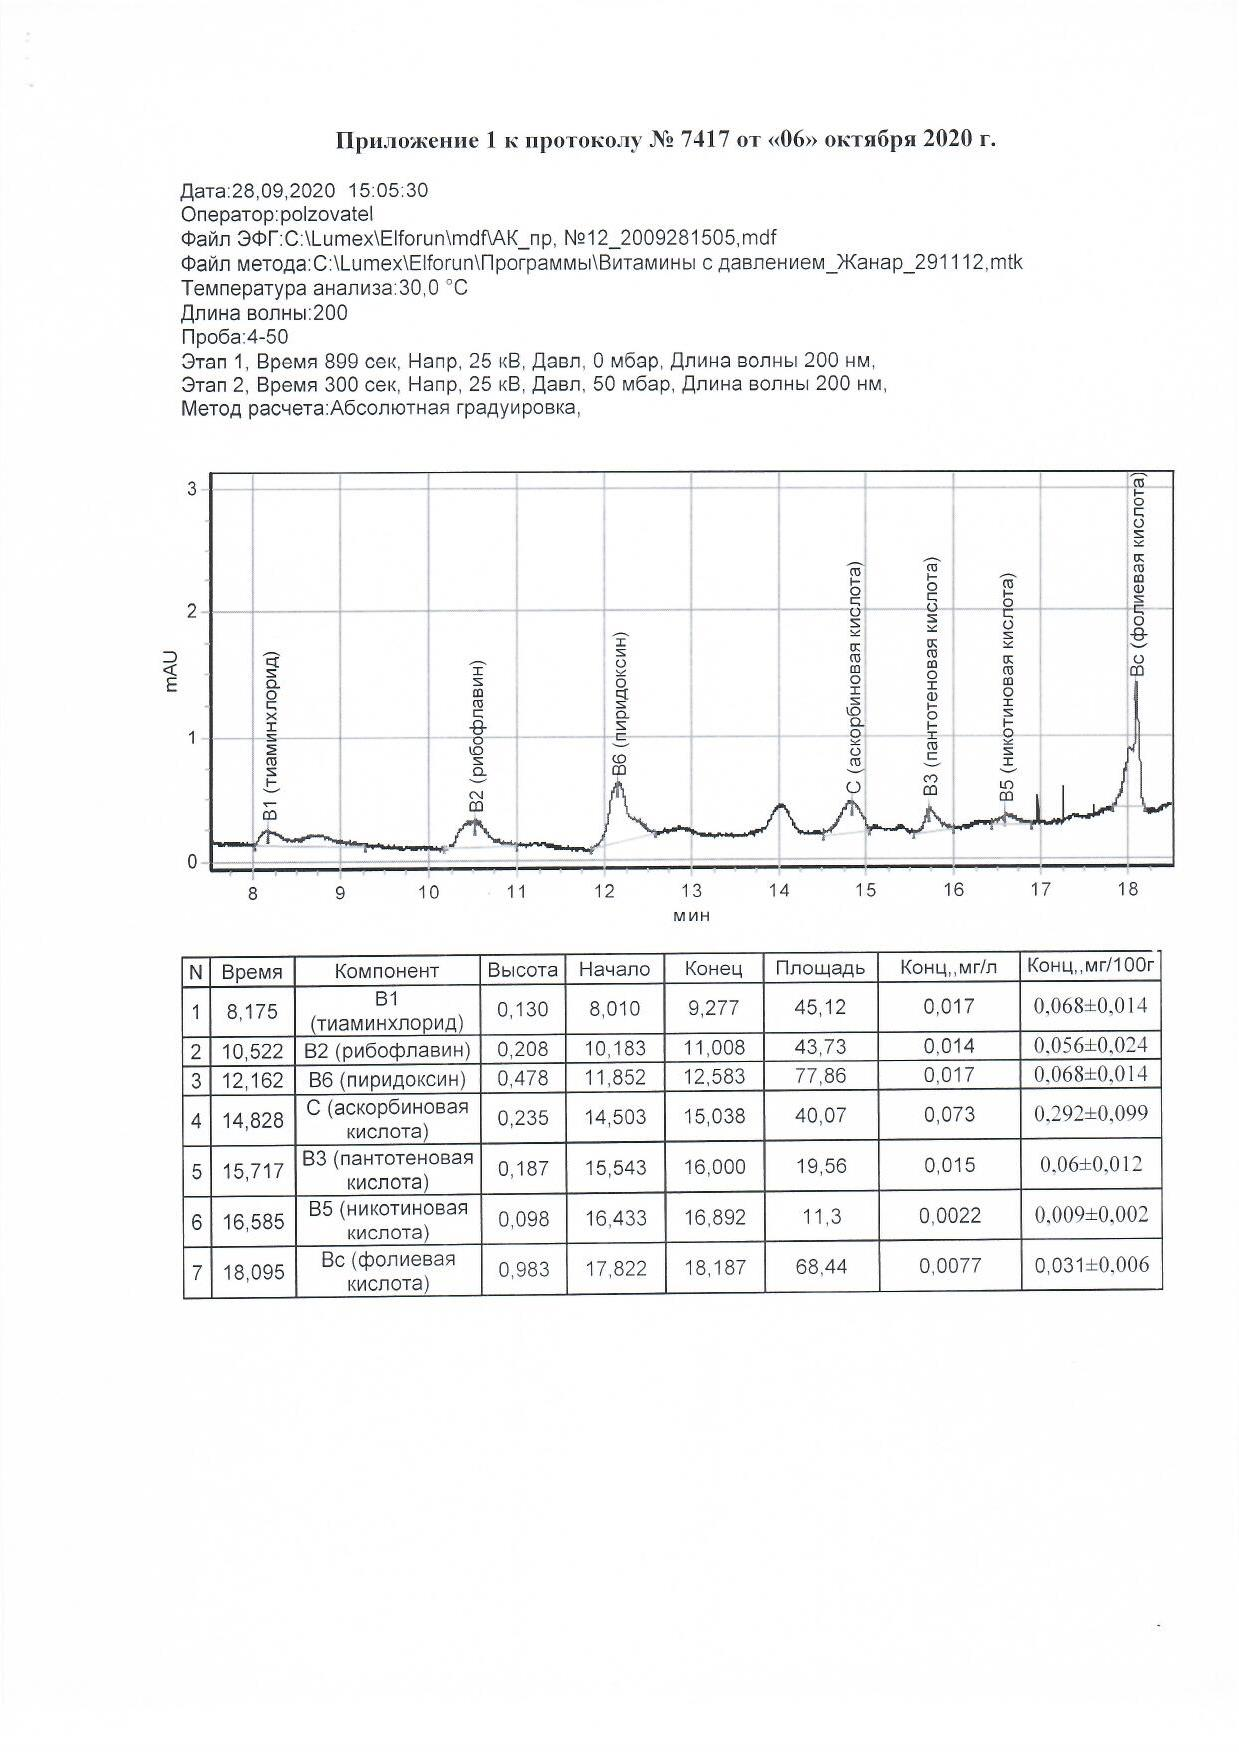 Приложение 1 к протоколу № 7417 от «06» октября 2020 г.
Дата:28,09,2020 15:05:30
Оператор:polzovatel
Файл ЭФГ:C:\Lumex\Elforun\mdf\АК_пр, №12_2009281505,mdf
Файл метода:C:\Lumex\Elforun\Программы\Витамины с давлением_Жанар_291112,mtk
Температура анализа:30,0 °C
Длина волны:200
Проба:4-50
Этап 1, Время 899 сек, Напр, 25 кВ, Давл, 0 мбар, Длина волны 200 нм,
Этап 2, Время 300 сек, Напр, 25 кВ, Давл, 50 мбар, Длина волны 200 нм,
Метод расчета:Абсолютная градуировка,
3
2
1
0
mAU
B1 (тиаминхлорид)
B2 (рибофлавин)
B6 (пиридоксин)
C (аскорбиновая кислота)
B3 (пантотеновая кислота)
B5 (никотиновая кислота)
Bc (фолиевая кислота)
8 9 10 11 12 13 14 15 16 17 18
мин
N Время Компонент Высота Начало Конец Площадь Конц,,мг/л Конц,,мг/100г
1 8,175 B1 (тиаминхлорид) 0,130 8,010 9,277 45,12 0,017 0,068±0,014
2 10,522 B2 (рибофлавин) 0,208 10,183 11,008 43,73 0,014 0,056±0,024
3 12,162 B6 (пиридоксин) 0,478 11,852 12,583 77,86 0,017 0,068±0,014
4 14,828 C (аскорбиновая кислота) 0,235 14,503 15,038 40,07 0,073 0,292±0,099
5 15,717 B3 (пантотеновая кислота) 0,187 15,543 16,000 19,56 0,015 0,06±0,012
6 16,585 B5 (никотиновая кислота) 0,098 16,433 16,892 11,3 0,0022 0,009±0,002
7 18,095 Bc (фолиевая кислота) 0,983 17,822 18,187 68,44 0,0077 0,031±0,006